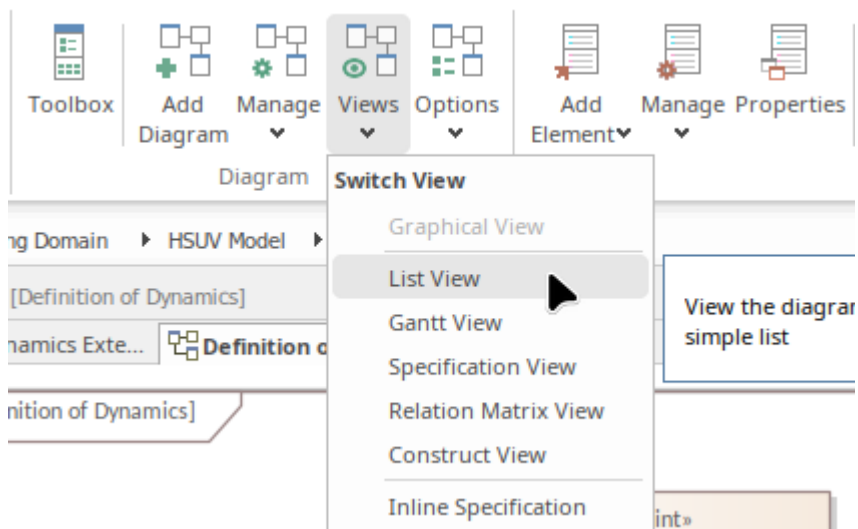 Toolbox
Add Diagram
Manage
Views
Options
Add Element
Manage
Properties
Diagram
Switch View
Graphical View
ng Domain
HSUV Model
List View
[Definition of Dynamics]
View the diagram
simple list
Gantt View
namics Exte...
Definition o
Specification View
Relation Matrix View
nition of Dynamics]
Construct View
Inline Specification
int»